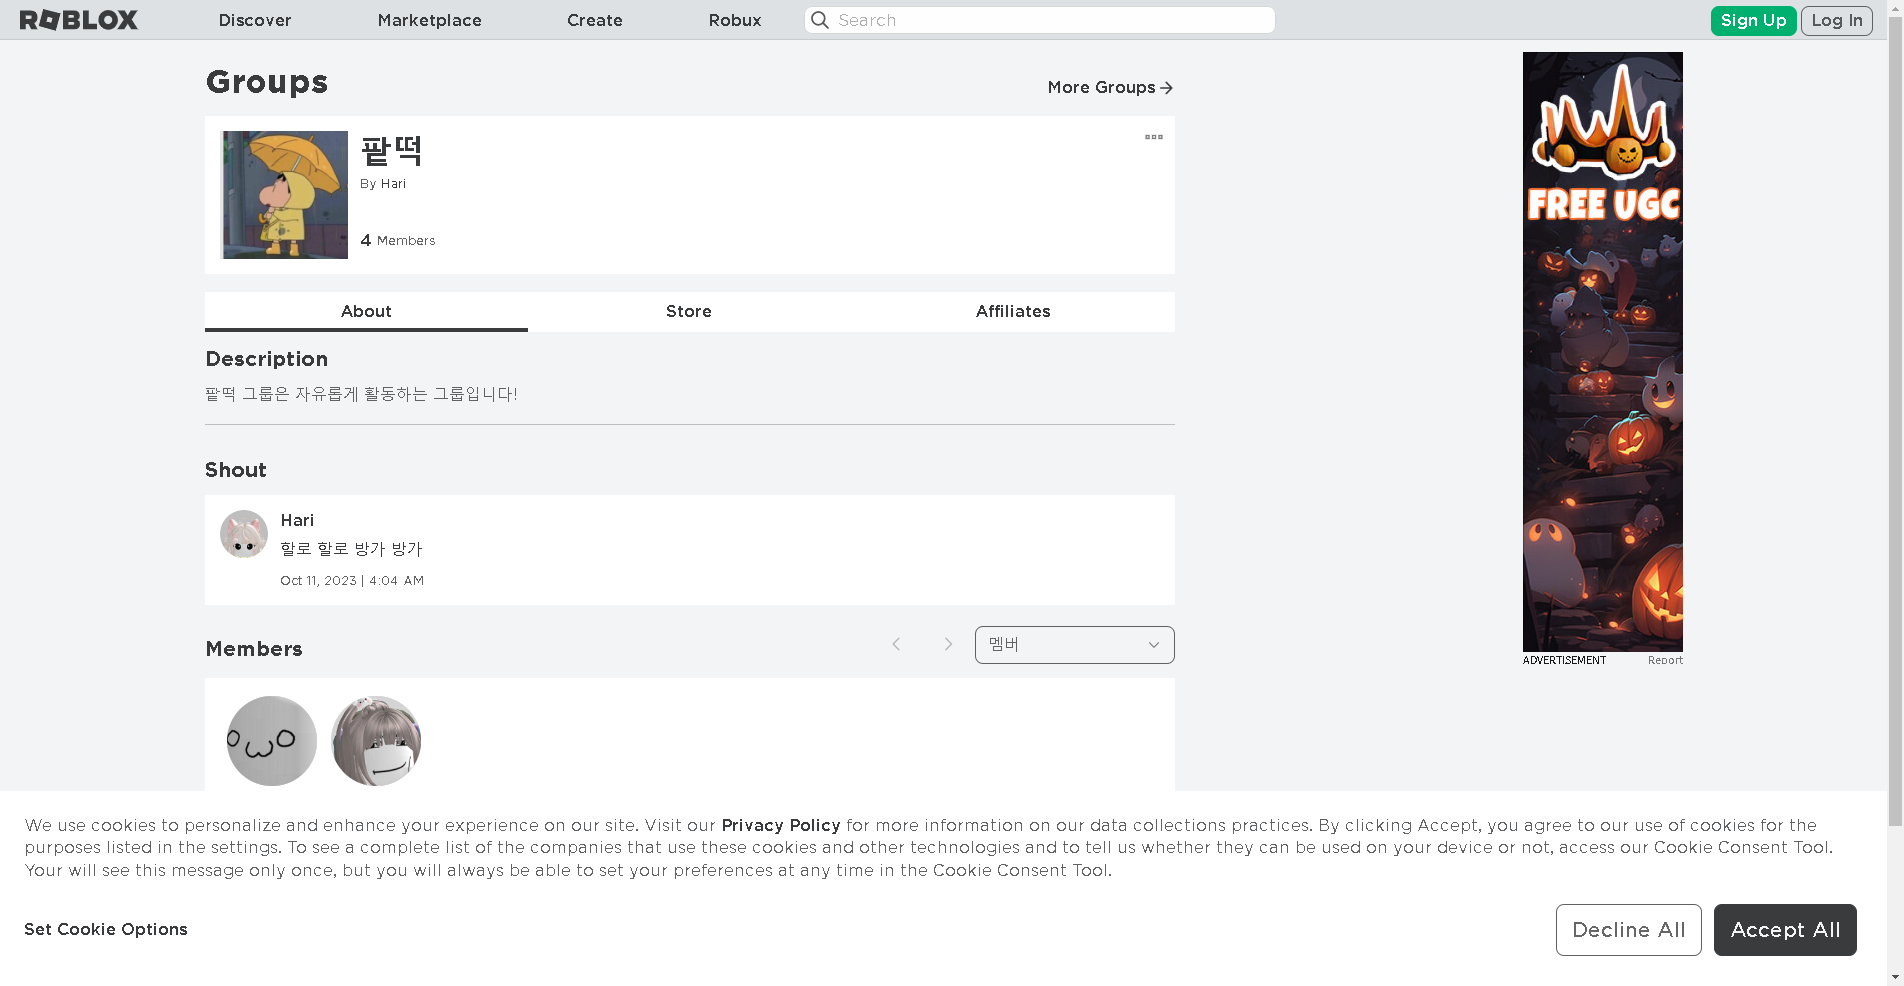 ROBLOX
Discover
Marketplace
Create
Robux
Search
Sign Up
Log In
Groups
More Groups
팥떡
By Hari
4 Members
About
Store
Affiliates
Description
팥떡 그룹은 자유롭게 활동하는 그룹입니다!
Shout
Hari
할로 할로 방가 방가
Oct 11, 2023 | 4:04 AM
Members
멤버
FREE UGC
ADVERTISEMENT
Report
We use cookies to personalize and enhance your experience on our site. Visit our Privacy Policy for more information on our data collections practices. By clicking Accept, you agree to our use of cookies for the
purposes listed in the settings. To see a complete list of the companies that use these cookies and other technologies and to tell us whether they can be used on your device or not, access our Cookie Consent Tool.
Your will see this message only once, but you will always be able to set your preferences at any time in the Cookie Consent Tool.
Set Cookie Options
Decline All
Accept All